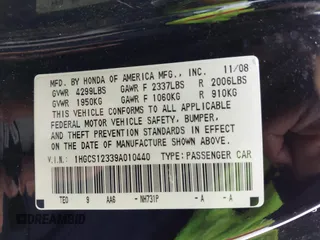 MFD. BY HONDA OF AMERICA MFG., INC. 11/08
GVWR 4299LBS GAWR F 2337LBS R 2006LBS
GVWR 1950KG GAWR F 1060KG R 910KG
THIS VEHICLE CONFORMS TO ALL APPLICABLE
FEDERAL MOTOR VEHICLE SAFETY, BUMPER,
AND THEFT PREVENTION STANDARDS IN EFFECT
ON THE DATE OF MANUFACTURE SHOWN ABOVE.
V.I.N.: 1HGCS12339A010440 TYPE: PASSENGER CAR
TE0 9 AAB - NH731P - A - A
DREAMBID